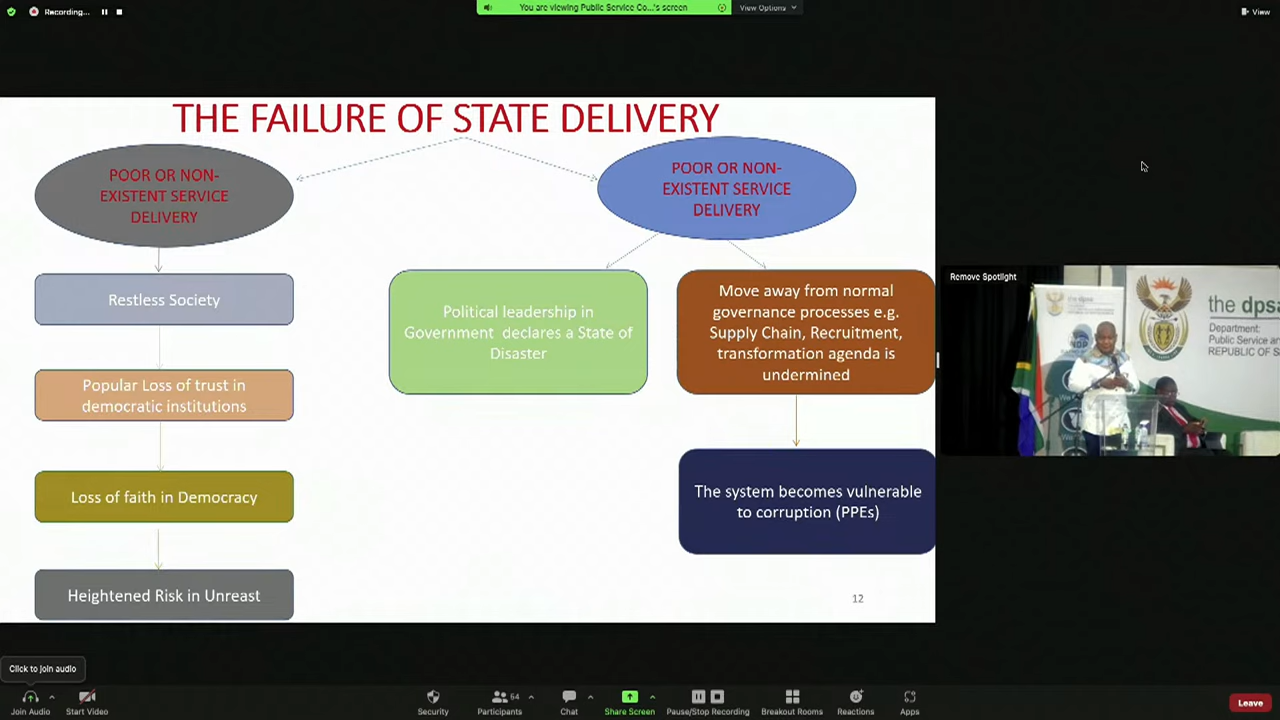 Recording...
You are viewing Public Service Co...'s screen
View Options
View
THE FAILURE OF STATE DELIVERY
POOR OR NON-
EXISTENT SERVICE
DELIVERY
Restless Society
Popular Loss of trust in
democratic institutions
Loss of faith in Democracy
Heightened Risk in Unreast
POOR OR NON-
EXISTENT SERVICE
DELIVERY
Political leadership in
Government declares a State of
Disaster
Move away from normal
governance processes e.g.
Supply Chain, Recruitment,
transformation agenda is
undermined
The system becomes vulnerable
to corruption (PPEs)
12
Remove Spotlight
the dpsa
NDP
the dpsa
Department:
Public Service and
REPUBLIC OF S
Click to join audio
Join Audio
Start Video
Security
64
Participants
Chat
Share Screen
Pause/Stop Recording
Breakout Rooms
Reactions
Apps
Leave